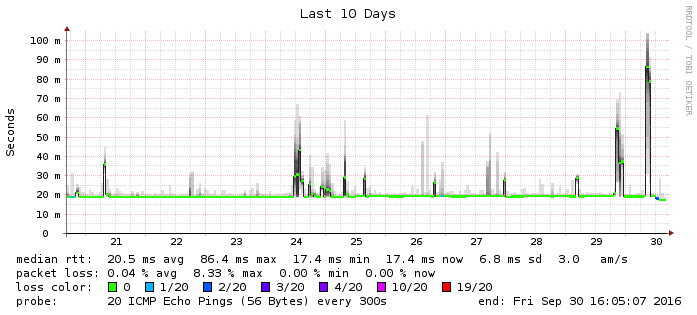 Last 10 Days
RRDTOOL / TOBI OETIKER
Seconds
100 m
90 m
80 m
70 m
60 m
50 m
40 m
30 m
20 m
10 m
0
21 22 23 24 25 26 27 28 29 30
median rtt: 20.5 ms avg 86.4 ms max 17.4 ms min 17.4 ms now 6.8 ms sd 3.0 am/s
packet loss: 0.04 % avg 8.33 % max 0.00 % min 0.00 % now
loss color: 0 1/20 2/20 3/20 4/20 10/20 19/20
probe: 20 ICMP Echo Pings (56 Bytes) every 300s end: Fri Sep 30 16:05:07 2016